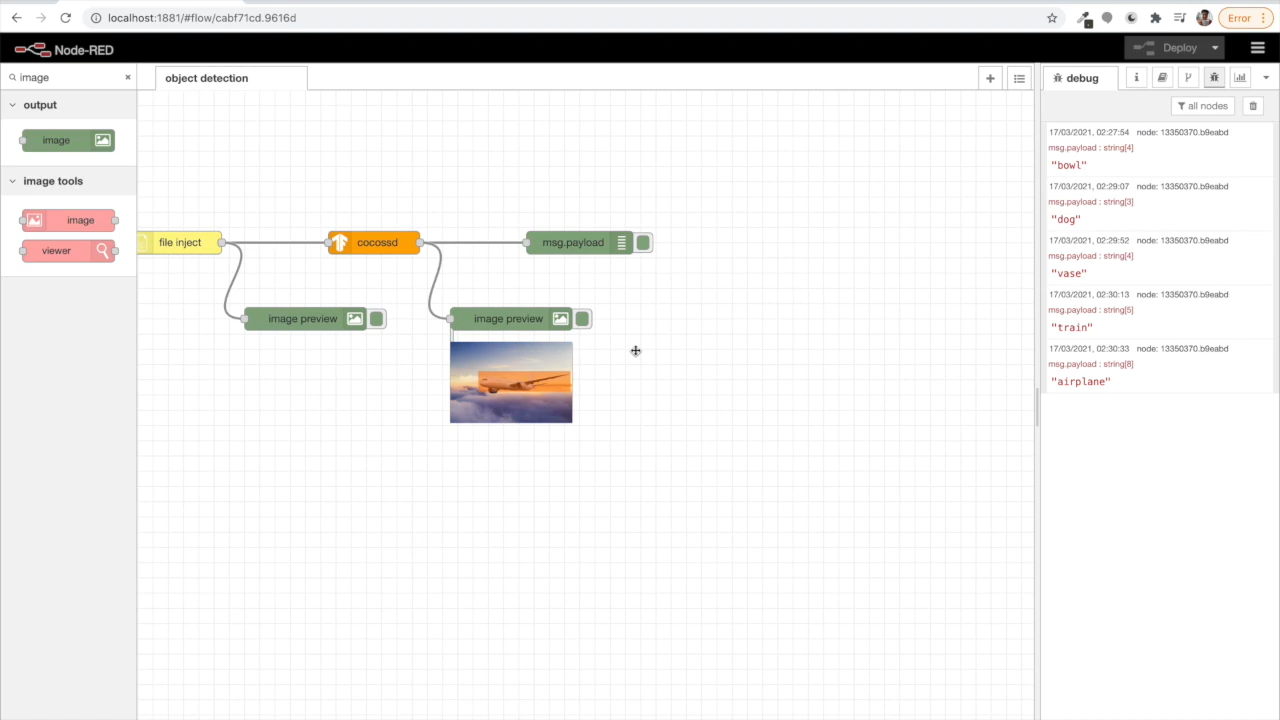 localhost:1881/#flow/cabf71cd.9616d
Error
Node-RED
Deploy
image
output
image
image tools
image
viewer
object detection
file inject
cocossd
msg.payload
image preview
image preview
debug
all nodes
17/03/2021, 02:27:54 node: 13350370.b9eabd
msg.payload : string[4]
"bowl"
17/03/2021, 02:29:07 node: 13350370.b9eabd
msg.payload : string[3]
"dog"
17/03/2021, 02:29:52 node: 13350370.b9eabd
msg.payload : string[4]
"vase"
17/03/2021, 02:30:13 node: 13350370.b9eabd
msg.payload : string[5]
"train"
17/03/2021, 02:30:33 node: 13350370.b9eabd
msg.payload : string[8]
"airplane"